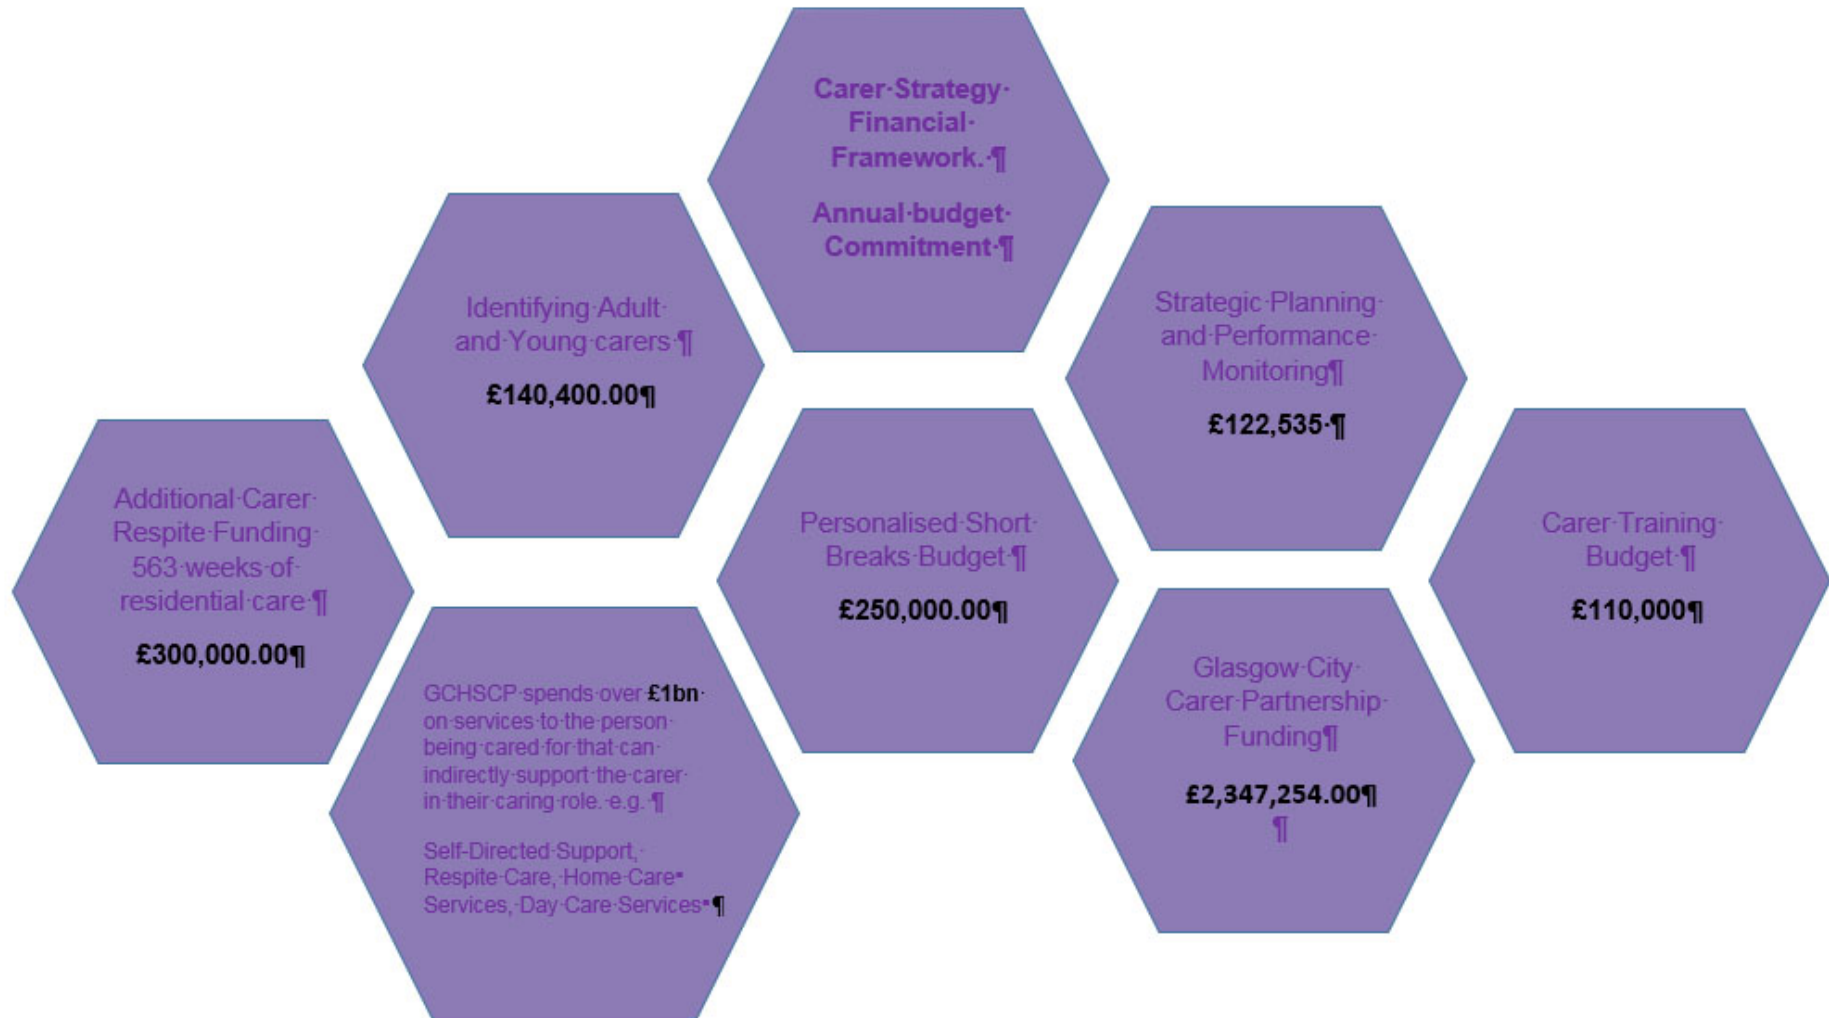 Carer Strategy
Financial
Framework. ¶
Annual budget
Commitment ¶
Identifying Adult
and Young carers ¶
£140,400.00¶
Strategic Planning
and Performance
Monitoring¶
£122,535 ¶
Additional Carer
Respite Funding
563 weeks of
residential care ¶
£300,000.00¶
Personalised Short
Breaks Budget ¶
£250,000.00¶
Carer Training
Budget ¶
£110,000¶
GCHSCP spends over £1bn
on services to the person
being cared for that can
indirectly support the carer
in their caring role. e.g. ¶
Self-Directed Support,
Respite Care, Home Care
Services, Day Care Services ¶
Glasgow City
Carer Partnership
Funding¶
£2,347,254.00¶
¶